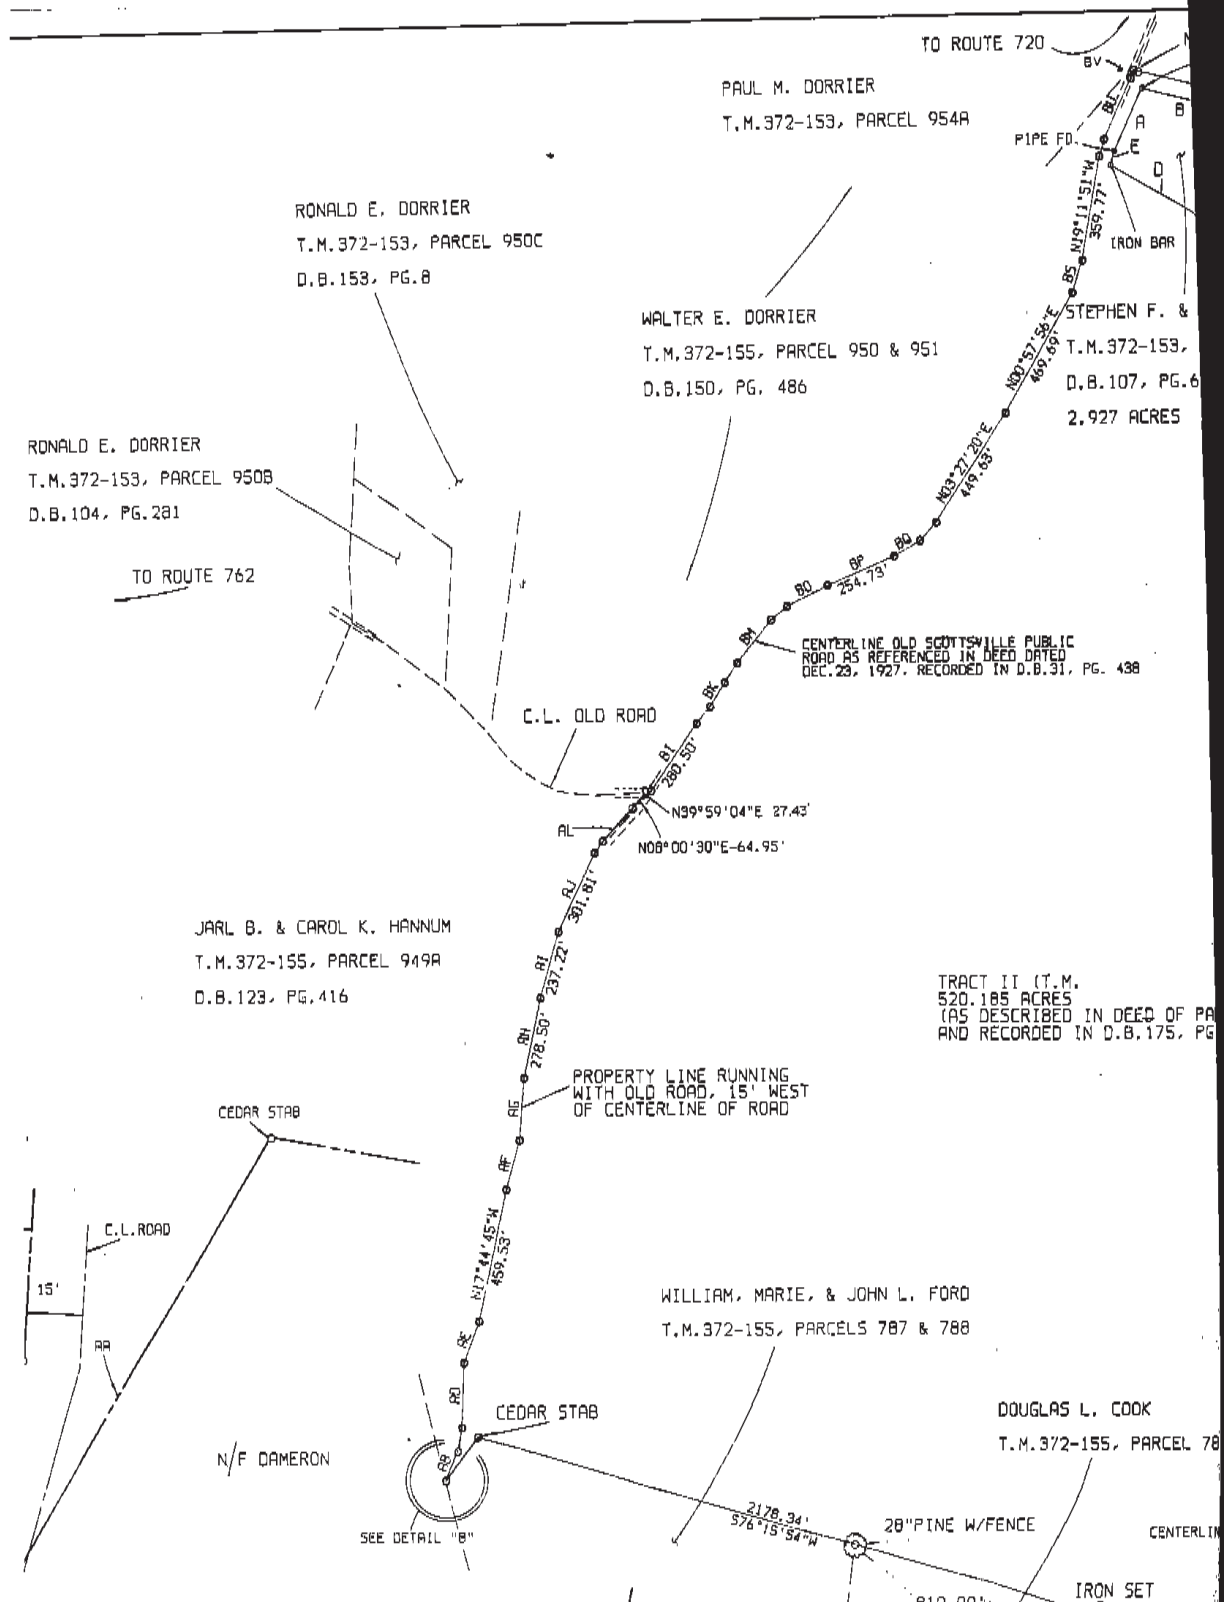 TO ROUTE 720
BV
PAUL M. DORRIER
T.M.372-153, PARCEL 954A
BU
A
B
PIPE FD.
E
D
N19°11'51"W
359.77'
IRON BAR
RONALD E. DORRIER
T.M.372-153, PARCEL 950C
D.B.153, PG.8
BS
WALTER E. DORRIER
T.M.372-155, PARCEL 950 & 951
D.B.150, PG. 486
STEPHEN F. &
T.M.372-153,
D.B.107, PG.6
2.927 ACRES
N00°57'56"E
469.69'
RONALD E. DORRIER
T.M.372-153, PARCEL 950B
D.B.104, PG.281
N03°27'20"E
449.63'
TO ROUTE 762
BQ
BP
254.73'
BO
BM
CENTERLINE OLD SCOTTSVILLE PUBLIC
ROAD AS REFERENCED IN DEED DATED
DEC.23, 1927, RECORDED IN D.B.31, PG. 438
BK
C.L. OLD ROAD
BI
280.50'
N39°59'04"E 27.43'
AL
N08°00'30"E-64.95'
AJ
301.81'
JARL B. & CAROL K. HANNUM
T.M.372-155, PARCEL 949A
D.B.123, PG.416
AI
237.22'
TRACT II (T.M.
520.185 ACRES
(AS DESCRIBED IN DEED OF PA
AND RECORDED IN D.B.175, PG
AH
278.50'
PROPERTY LINE RUNNING
WITH OLD ROAD, 15' WEST
OF CENTERLINE OF ROAD
AG
CEDAR STAB
AF
C.L.ROAD
N17°44'45"W
459.53'
15'
WILLIAM, MARIE, & JOHN L. FORD
T.M.372-155, PARCELS 787 & 788
AA
AE
AD
CEDAR STAB
DOUGLAS L. COOK
T.M.372-155, PARCEL 78
N/F DAMERON
AB
2178.34'
S76°15'54"W
28"PINE W/FENCE
CENTERLIN
SEE DETAIL "B"
IRON SET